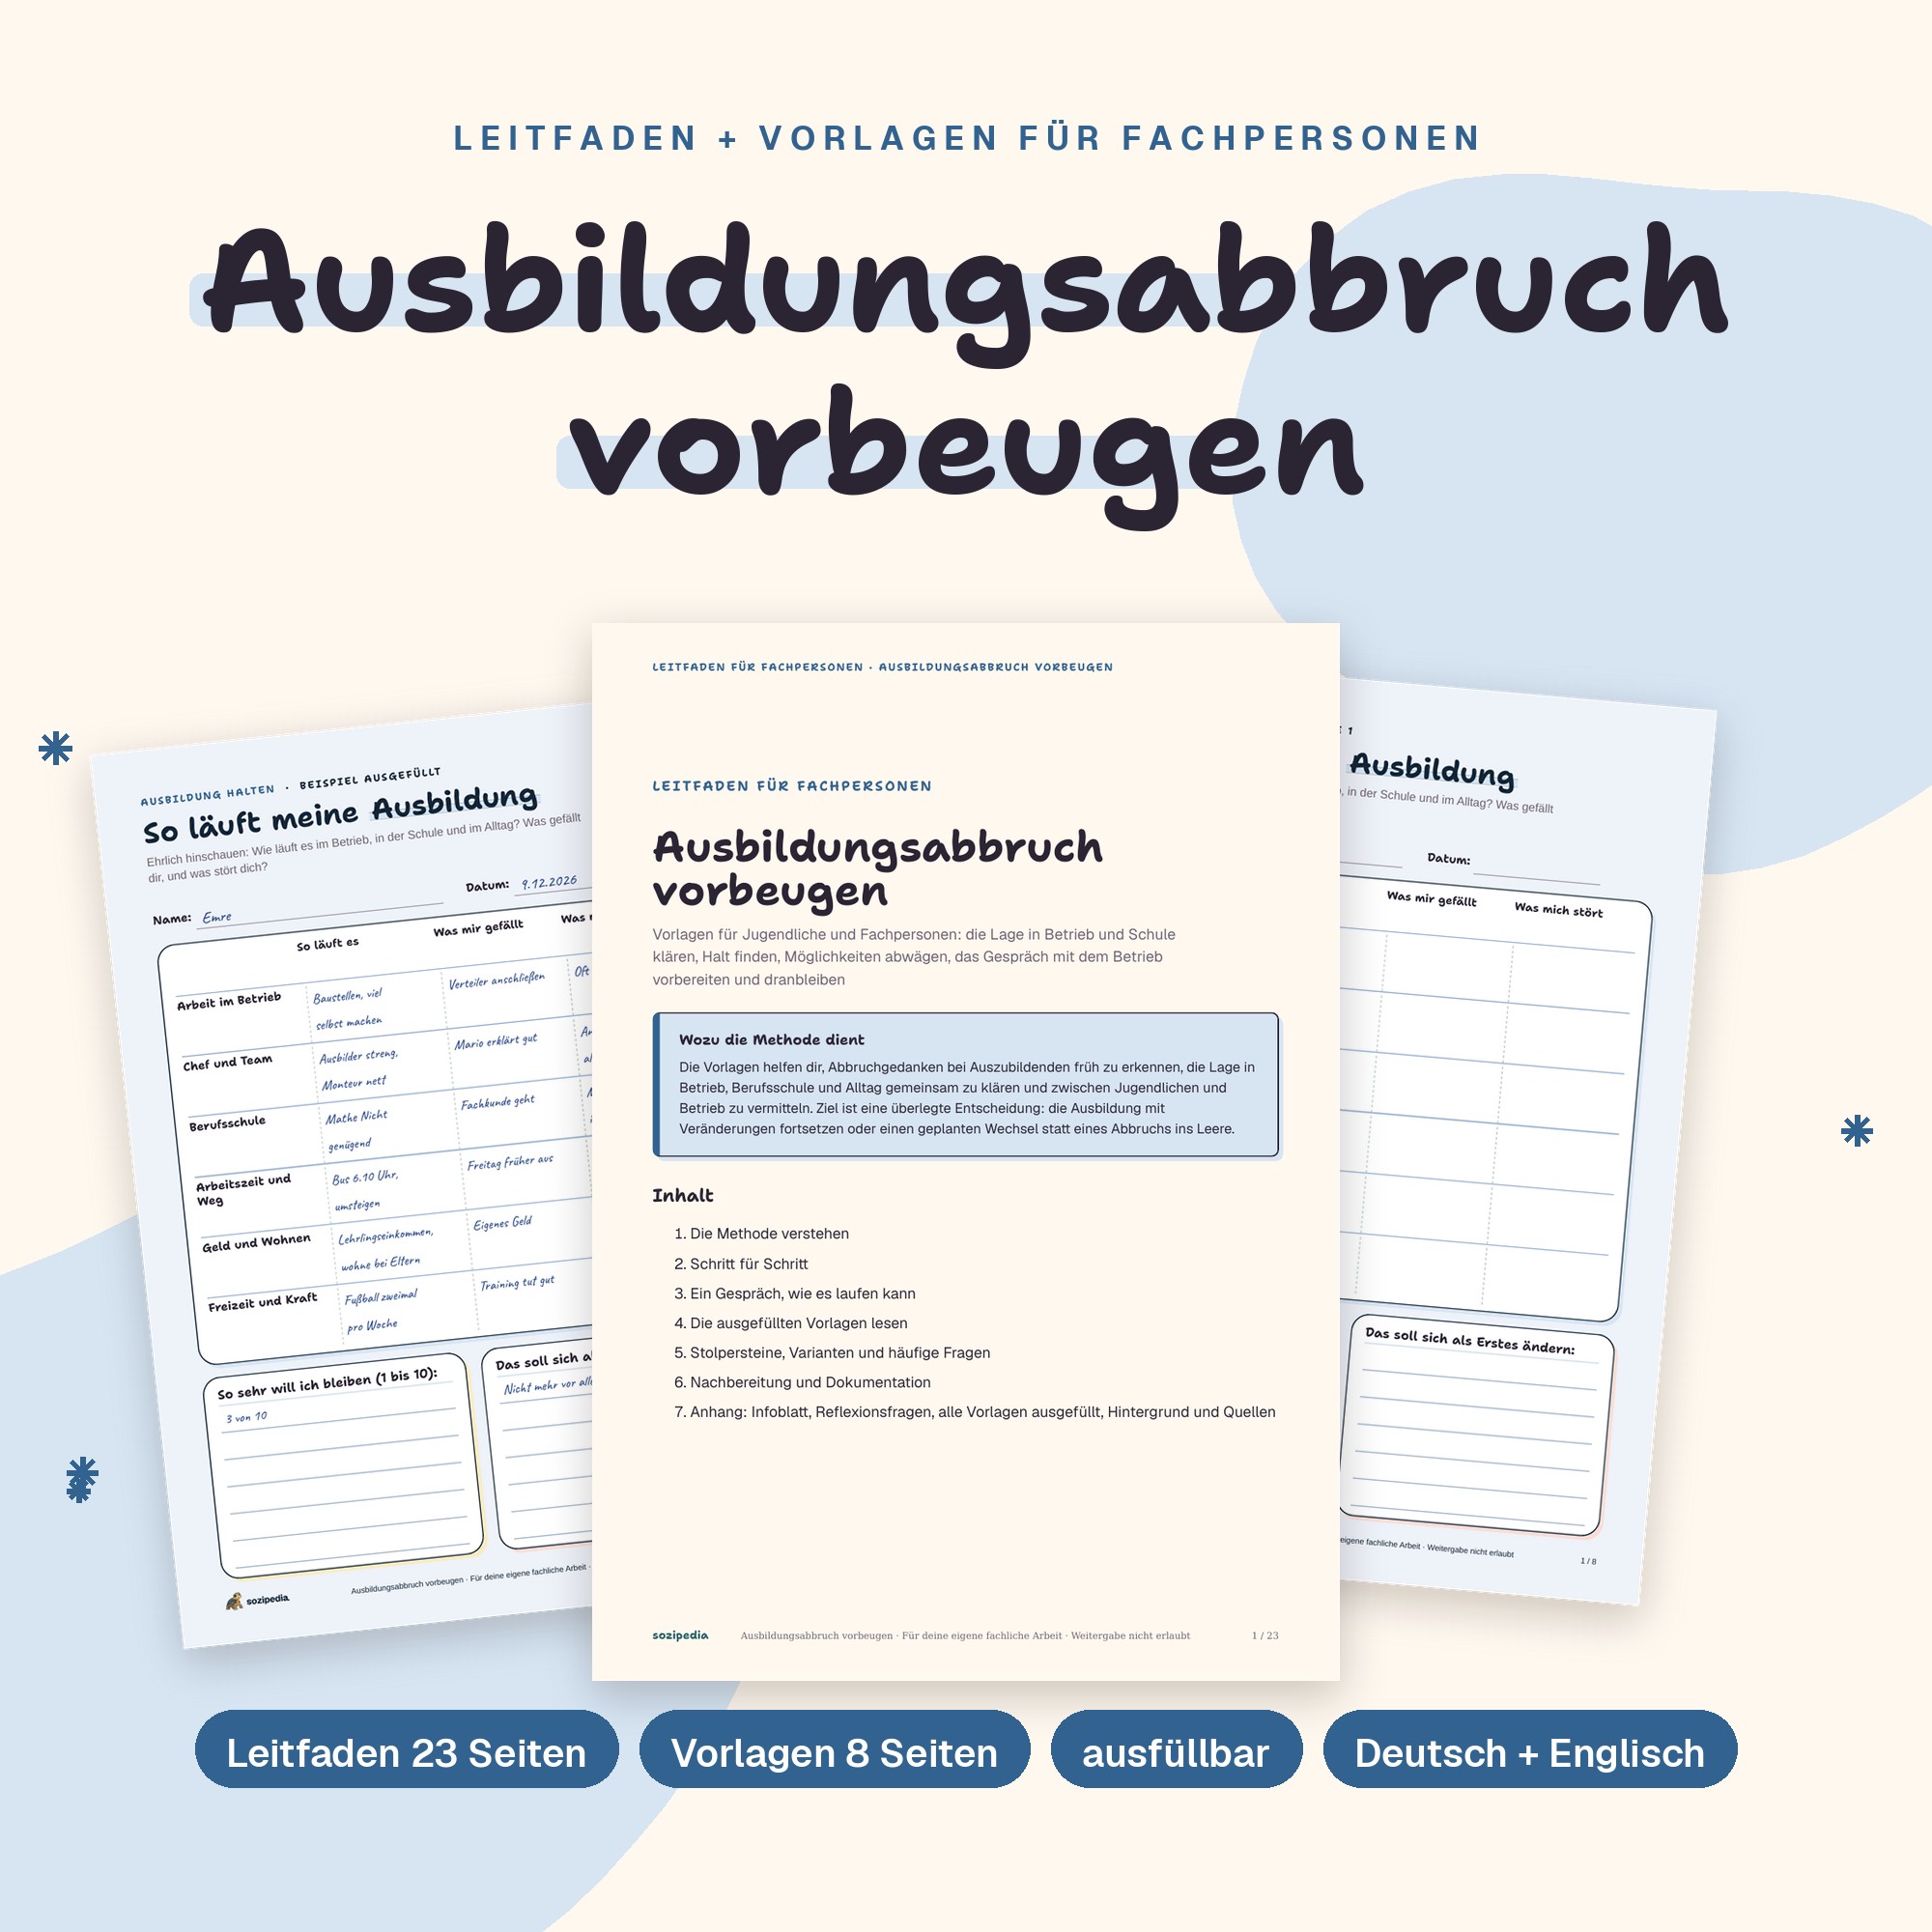 LEITFADEN + VORLAGEN FÜR FACHPERSONEN
Ausbildungsabbruch
vorbeugen
AUSBILDUNG HALTEN · BEISPIEL AUSGEFÜLLT
So läuft meine Ausbildung
Ehrlich hinschauen: Wie läuft es im Betrieb, in der Schule und im Alltag? Was gefällt
dir, und was stört dich?
Name: Emre
Datum: 9.12.2026
So läuft es
Was mir gefällt
Was
Arbeit im Betrieb
Baustellen, viel
selbst machen
Verteiler anschließen
Oft
Chef und Team
Ausbilder streng,
Monteur nett
Mario erklärt gut
Berufsschule
Mathe Nicht
genügend
Fachkunde geht
Arbeitszeit und
Weg
Bus 6.10 Uhr,
umsteigen
Freitag früher aus
Geld und Wohnen
Lehrlingseinkommen,
wohne bei Eltern
Eigenes Geld
Freizeit und Kraft
Fußball zweimal
pro Woche
Training tut gut
So sehr will ich bleiben (1 bis 10):
3 von 10
Das soll sich
Nicht mehr vor
sozipedia
Ausbildungsabbruch vorbeugen · Für deine eigene fachliche Arbeit ·
LEITFADEN FÜR FACHPERSONEN · AUSBILDUNGSABBRUCH VORBEUGEN
LEITFADEN FÜR FACHPERSONEN
Ausbildungsabbruch
vorbeugen
Vorlagen für Jugendliche und Fachpersonen: die Lage in Betrieb und Schule
klären, Halt finden, Möglichkeiten abwägen, das Gespräch mit dem Betrieb
vorbereiten und dranbleiben
Wozu die Methode dient
Die Vorlagen helfen dir, Abbruchgedanken bei Auszubildenden früh zu erkennen, die Lage in
Betrieb, Berufsschule und Alltag gemeinsam zu klären und zwischen Jugendlichen und
Betrieb zu vermitteln. Ziel ist eine überlegte Entscheidung: die Ausbildung mit
Veränderungen fortsetzen oder einen geplanten Wechsel statt eines Abbruchs ins Leere.
Inhalt
1. Die Methode verstehen
2. Schritt für Schritt
3. Ein Gespräch, wie es laufen kann
4. Die ausgefüllten Vorlagen lesen
5. Stolpersteine, Varianten und häufige Fragen
6. Nachbereitung und Dokumentation
7. Anhang: Infoblatt, Reflexionsfragen, alle Vorlagen ausgefüllt, Hintergrund und Quellen
sozipedia
Ausbildungsabbruch vorbeugen · Für deine eigene fachliche Arbeit · Weitergabe nicht erlaubt
1 / 23
1
Ausbildung
, in der Schule und im Alltag? Was gefällt
Datum:
Was mir gefällt
Was mich stört
Das soll sich als Erstes ändern:
eigene fachliche Arbeit · Weitergabe nicht erlaubt
1 / 8
Leitfaden 23 Seiten
Vorlagen 8 Seiten
ausfüllbar
Deutsch + Englisch